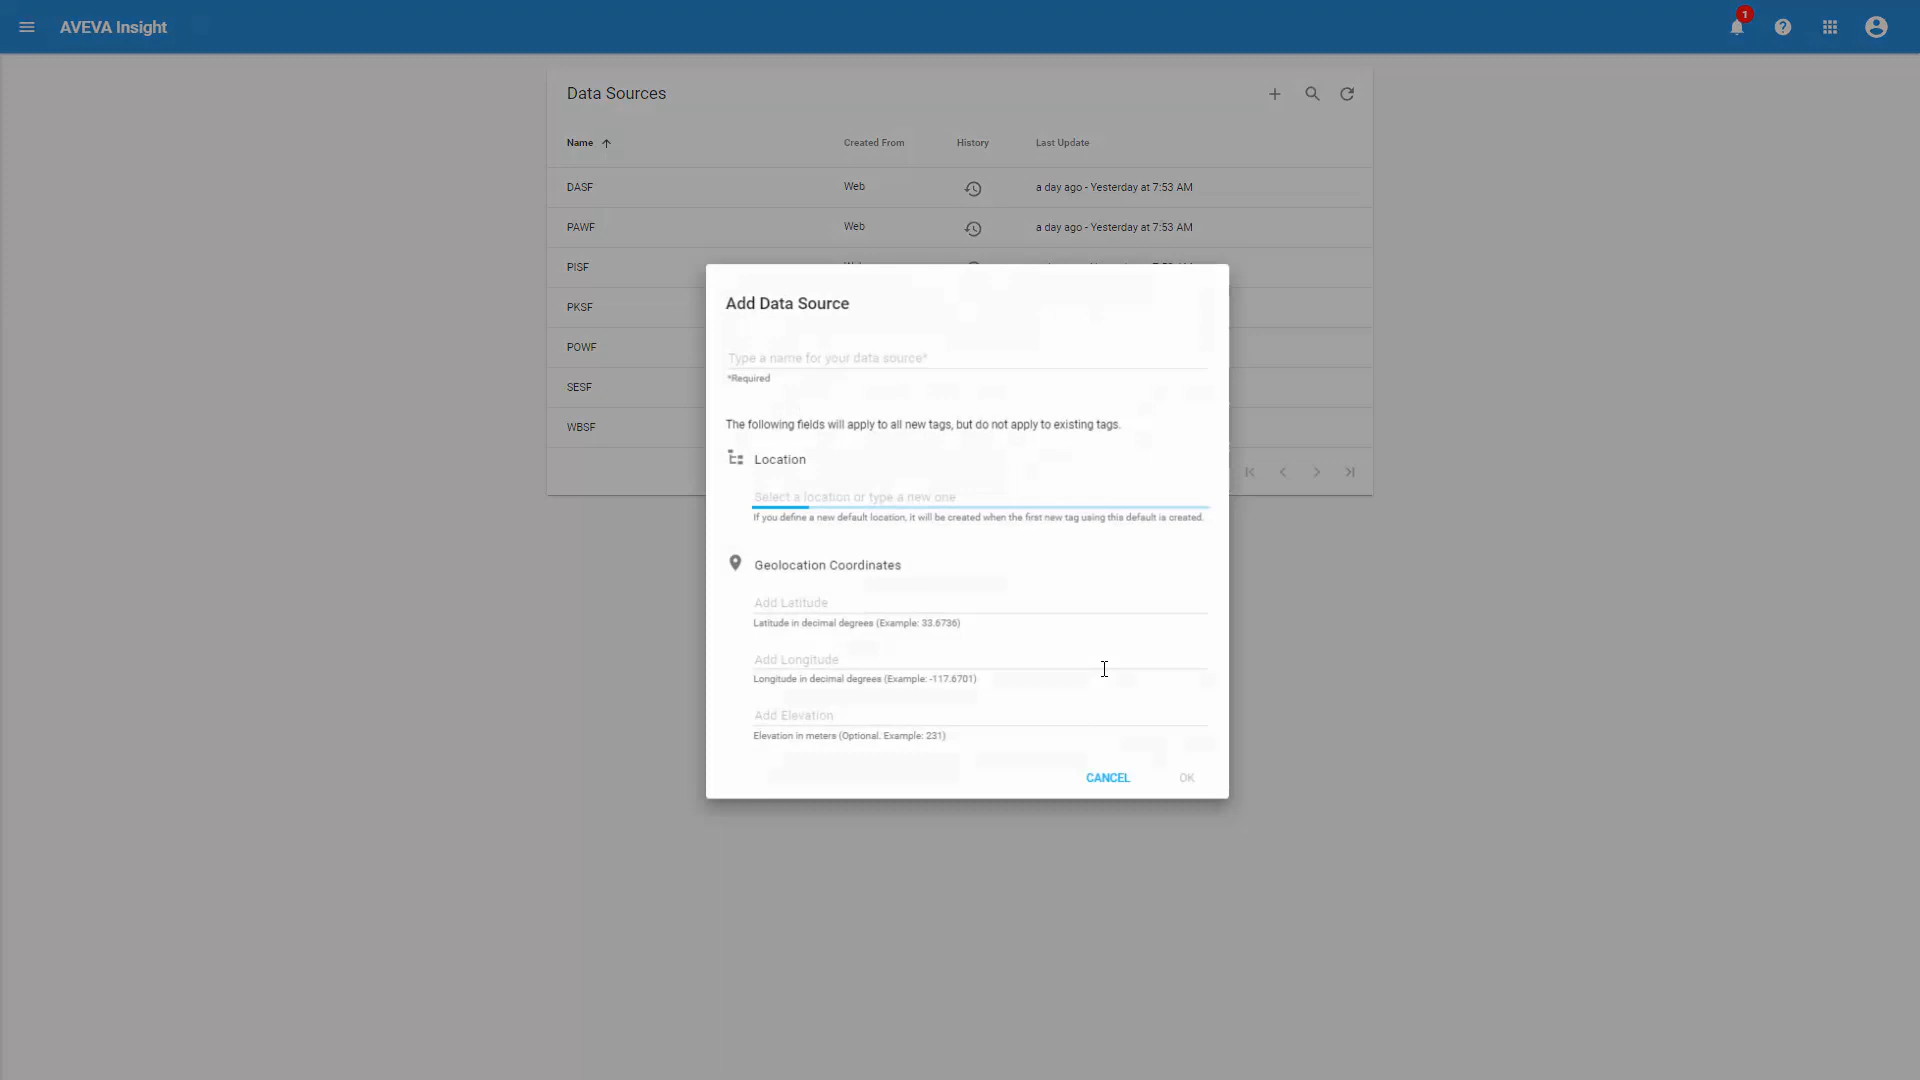 AVEVA Insight
1
Data Sources
Name Created From History Last Update
DASF Web a day ago - Yesterday at 7:53 AM
PAWF Web a day ago - Yesterday at 7:53 AM
PISF
PKSF
POWF
SESF
WBSF
Add Data Source
Type a name for your data source*
*Required
The following fields will apply to all new tags, but do not apply to existing tags.
Location
Select a location or type a new one
If you define a new default location, it will be created when the first new tag using this default is created.
Geolocation Coordinates
Add Latitude
Latitude in decimal degrees (Example: 33.6736)
Add Longitude
Longitude in decimal degrees (Example: -117.6701)
Add Elevation
Elevation in meters (Optional. Example: 231)
CANCEL OK